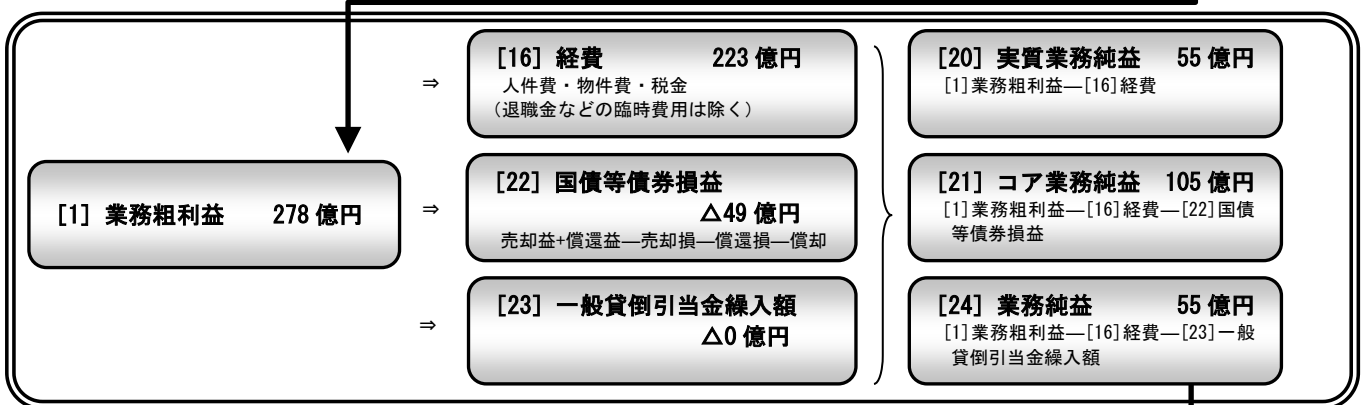 [1] 業務粗利益 278 億円
⇒
[16] 経費 223 億円
人件費・物件費・税金
(退職金などの臨時費用は除く)
⇒
[22] 国債等債券損益
△49 億円
売却益+償還益―売却損―償還損―償却
⇒
[23] 一般貸倒引当金繰入額
△0 億円
[20] 実質業務純益 55 億円
[1]業務粗利益―[16]経費
[21] コア業務純益 105 億円
[1]業務粗利益―[16]経費―[22]国債
等債券損益
[24] 業務純益 55 億円
[1]業務粗利益―[16]経費―[23]一般
貸倒引当金繰入額